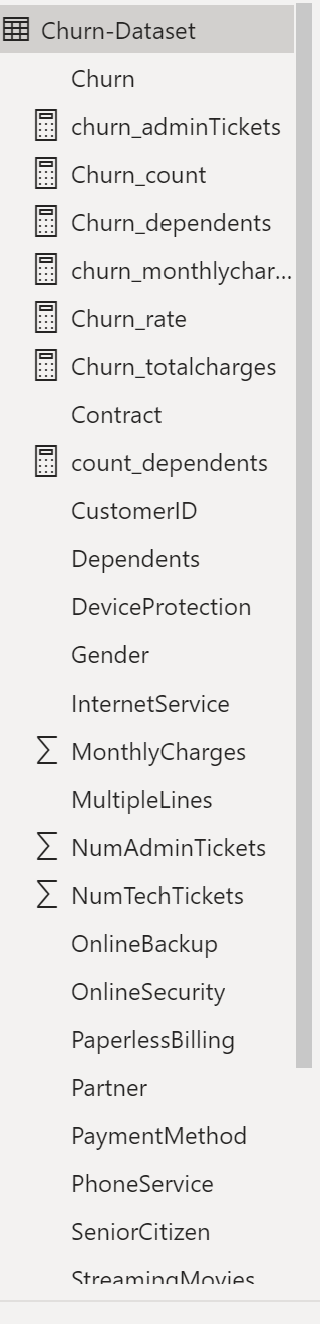 Churn-Dataset
Churn
churn_adminTickets
Churn_count
Churn_dependents
churn_monthlychar...
Churn_rate
Churn_totalcharges
Contract
count_dependents
CustomerID
Dependents
DeviceProtection
Gender
InternetService
MonthlyCharges
MultipleLines
NumAdminTickets
NumTechTickets
OnlineBackup
OnlineSecurity
PaperlessBilling
Partner
PaymentMethod
PhoneService
SeniorCitizen
StreamingMovies